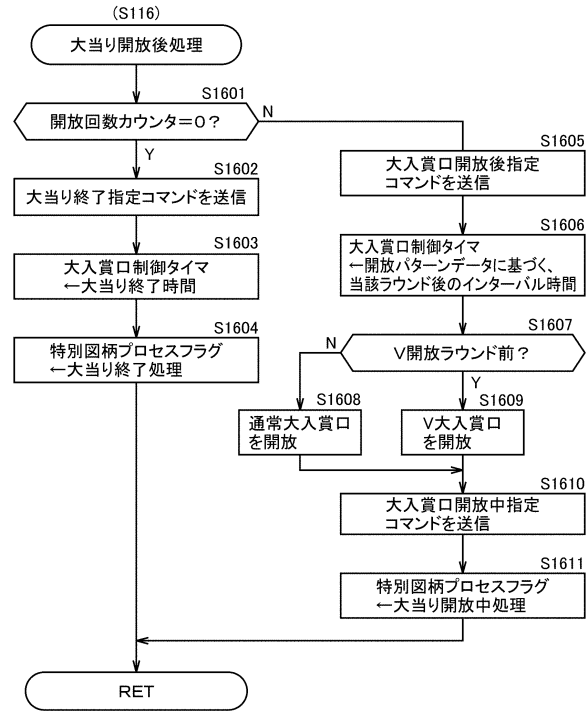 (S116)
大当り開放後処理
S1601
開放回数カウンタ＝０？
N
Y
S1602
大当り終了指定コマンドを送信
S1603
大入賞口制御タイマ
←大当り終了時間
S1604
特別図柄プロセスフラグ
←大当り終了処理
S1605
大入賞口開放後指定
コマンドを送信
S1606
大入賞口制御タイマ
←開放パターンデータに基づく、
当該ラウンド後のインターバル時間
S1607
V開放ラウンド前？
N
Y
S1608
通常大入賞口
を開放
S1609
V大入賞口
を開放
S1610
大入賞口開放中指定
コマンドを送信
S1611
特別図柄プロセスフラグ
←大当り開放中処理
RET